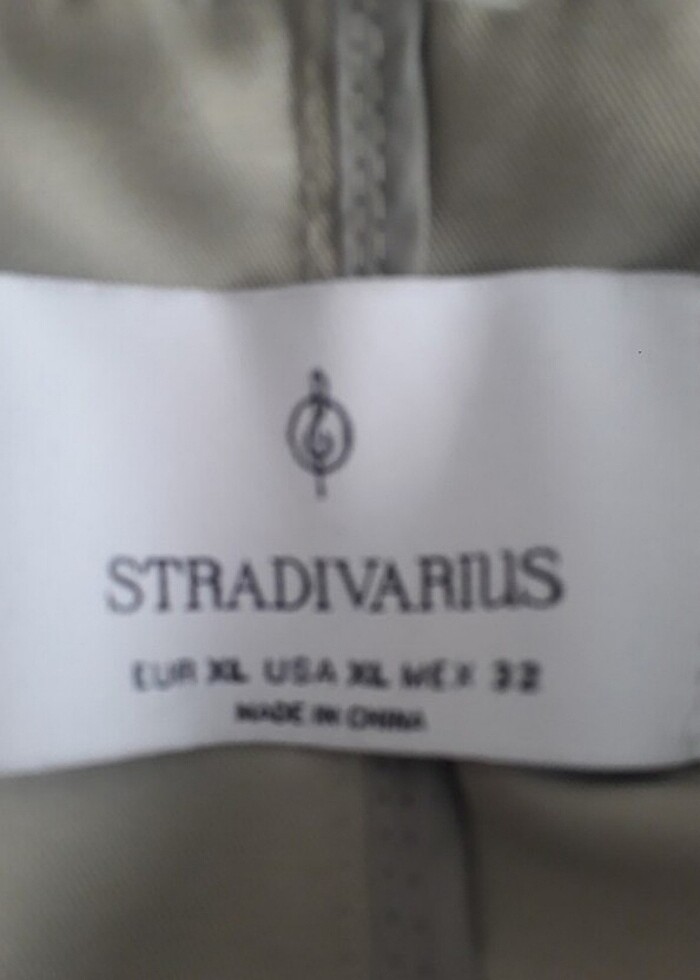 STRADIVARIUS
EUR XL USA XL MEX 32
MADE IN CHINA